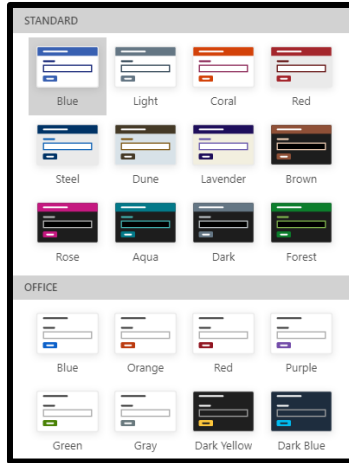 STANDARD
Blue Light Coral Red
Steel Dune Lavender Brown
Rose Aqua Dark Forest
OFFICE
Blue Orange Red Purple
Green Gray Dark Yellow Dark Blue